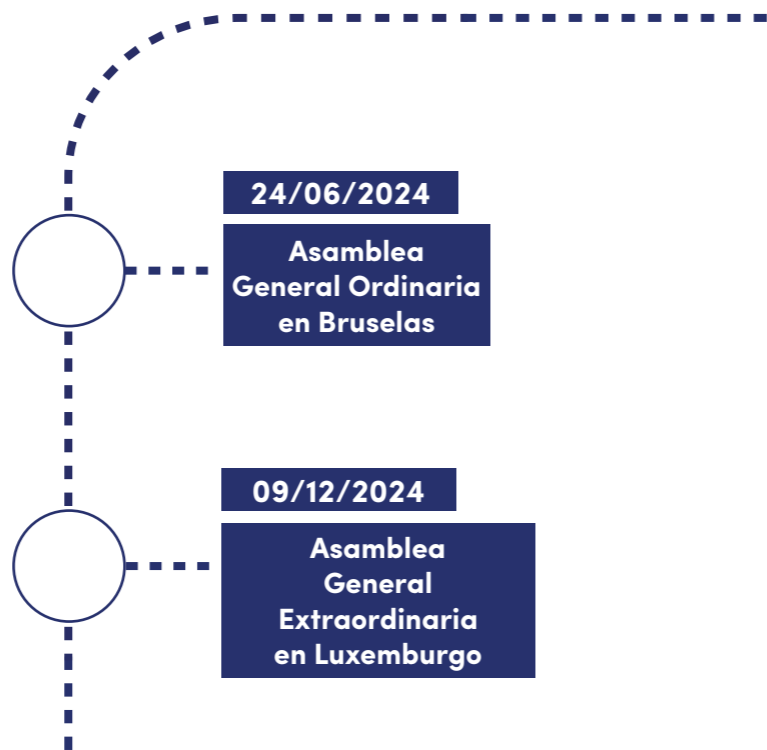 24/06/2024
Asamblea
General Ordinaria
en Bruselas
09/12/2024
Asamblea
General
Extraordinaria
en Luxemburgo